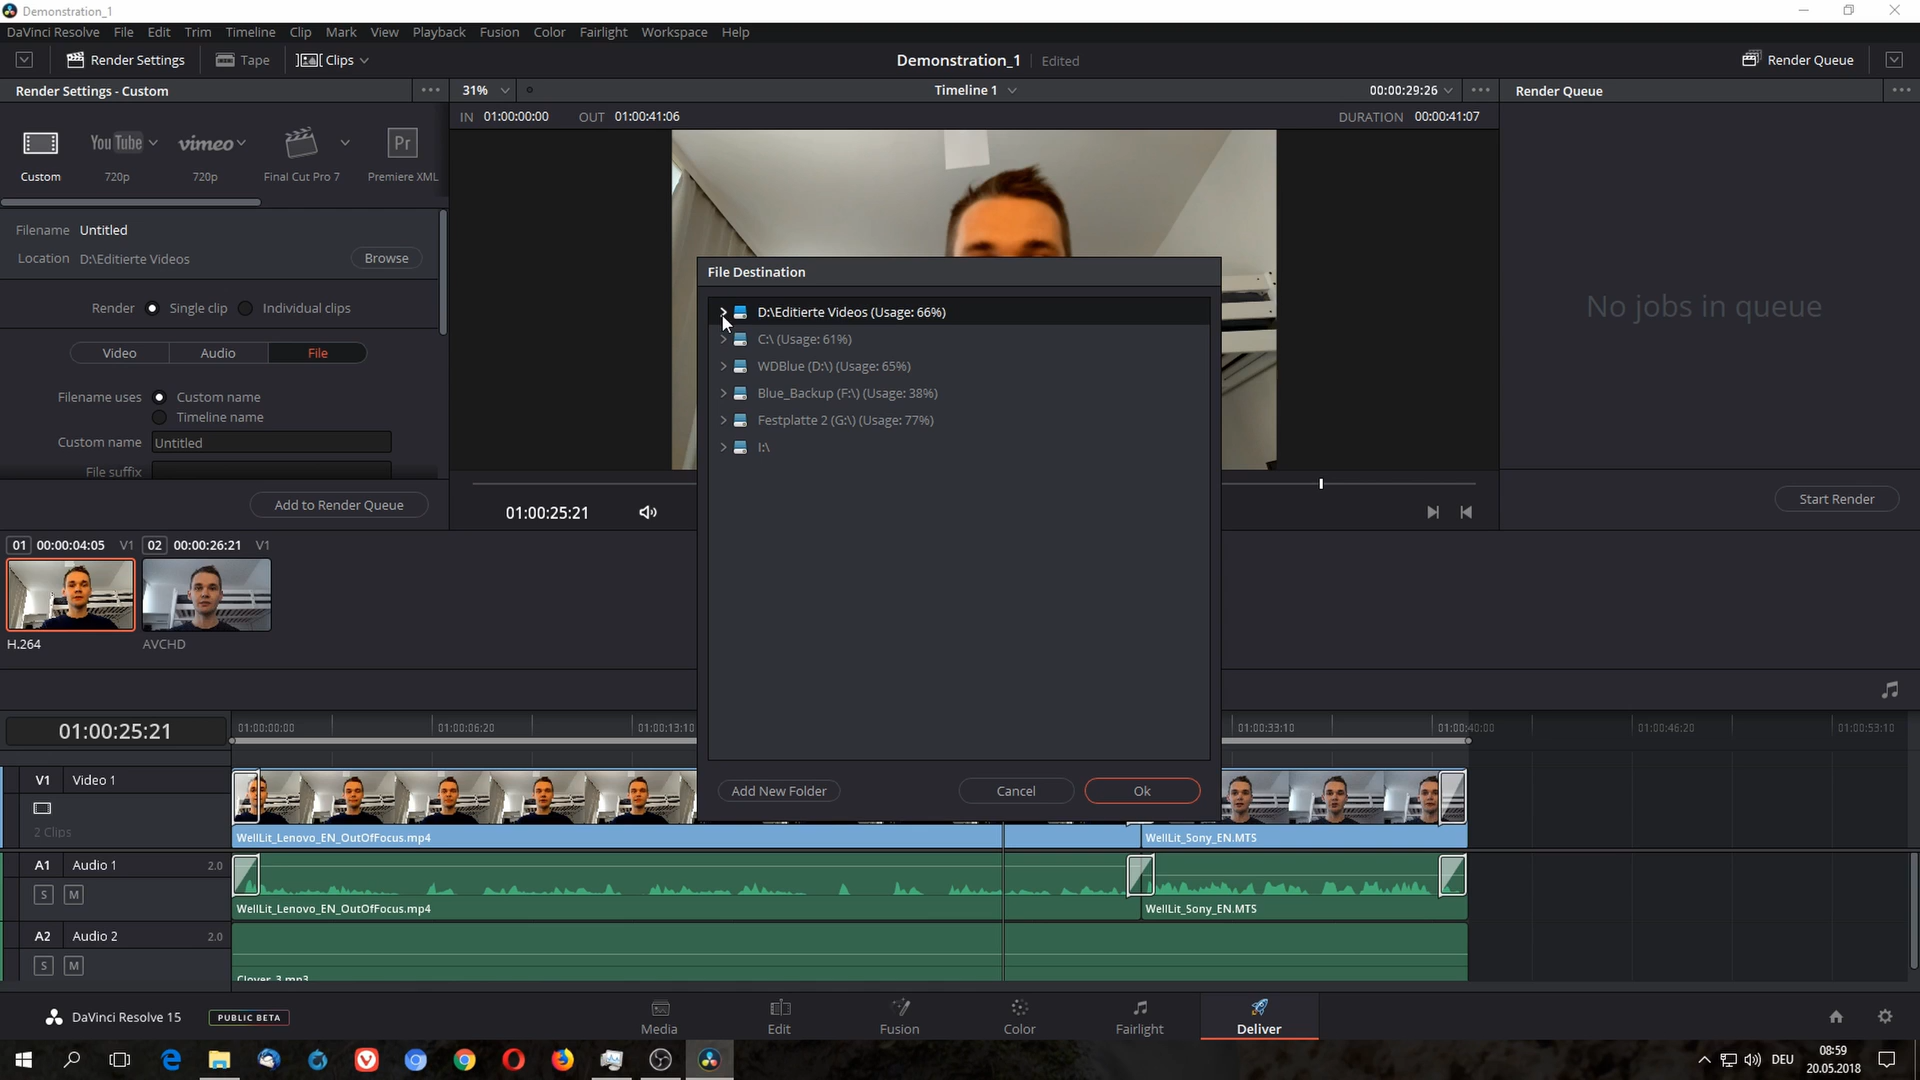 Demonstration_1
DaVinci Resolve File Edit Trim Timeline Clip Mark View Playback Fusion Color Fairlight Workspace Help
Render Settings Tape Clips Demonstration_1 Edited Render Queue
Render Settings - Custom 31% Timeline 1 00:00:29:26 Render Queue
IN 01:00:00:00 OUT 01:00:41:06 DURATION 00:00:41:07
YouTube vimeo Pr
Custom 720p 720p Final Cut Pro 7 Premiere XML
Filename Untitled
Location D:\Editierte Videos Browse
Render Single clip Individual clips
Video Audio File
Filename uses Custom name
Timeline name
Custom name Untitled
File suffix
Add to Render Queue
File Destination
D:\Editierte Videos (Usage: 66%)
C:\ (Usage: 61%)
WDBlue (D:\) (Usage: 65%)
Blue_Backup (F:\) (Usage: 38%)
Festplatte 2 (G:\) (Usage: 77%)
I:\
Add New Folder Cancel Ok
No jobs in queue
Start Render
01:00:25:21
01 00:00:04:05 V1 02 00:00:26:21 V1
H.264 AVCHD
01:00:25:21 01:00:00:00 01:00:06:20 01:00:13:10 01:00:33:10 01:00:40:00 01:00:46:20 01:00:53:10
V1 Video 1
2 Clips
WellLit_Lenovo_EN_OutOfFocus.mp4 WellLit_Sony_EN.MTS
A1 Audio 1 2.0
S M
WellLit_Lenovo_EN_OutOfFocus.mp4 WellLit_Sony_EN.MTS
A2 Audio 2 2.0
S M
Clover 3.mp3
DaVinci Resolve 15 PUBLIC BETA
Media Edit Fusion Color Fairlight Deliver
DEU 08:59
20.05.2018